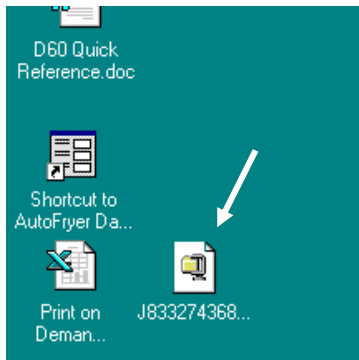 D60 Quick
Reference.doc
Shortcut to
AutoFryer Da...
Print on
Deman...
J833274368...